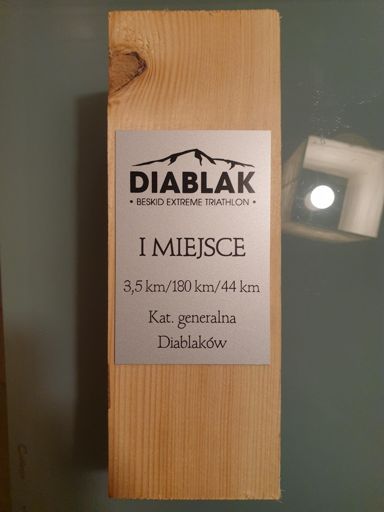 DIABLAK
• BESKID EXTREME TRIATHLON •
I MIEJSCE
3,5 km/180 km/44 km
Kat. generalna
Diablaków